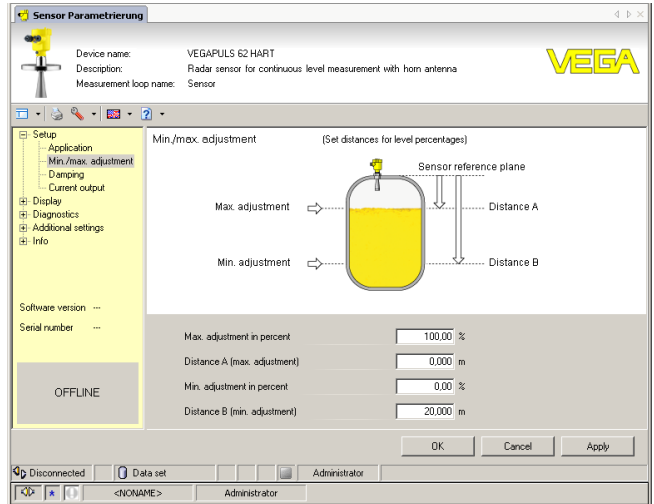 Sensor Parametrierung
Device name: VEGAPULS 62 HART
Description: Radar sensor for continuous level measurement with horn antenna
Measurement loop name: Sensor
VEGA
Setup
Application
Min./max. adjustment
Damping
Current output
Display
Diagnostics
Additional settings
Info
Software version ---
Serial number ---
OFFLINE
Min./max. adjustment (Set distances for level percentages)
Sensor reference plane
Max. adjustment
Distance A
Min. adjustment
Distance B
Max. adjustment in percent 100,00 %
Distance A (max. adjustment) 0,000 m
Min. adjustment in percent 0,00 %
Distance B (min. adjustment) 20,000 m
OK Cancel Apply
Disconnected Data set Administrator
<NONAME> Administrator